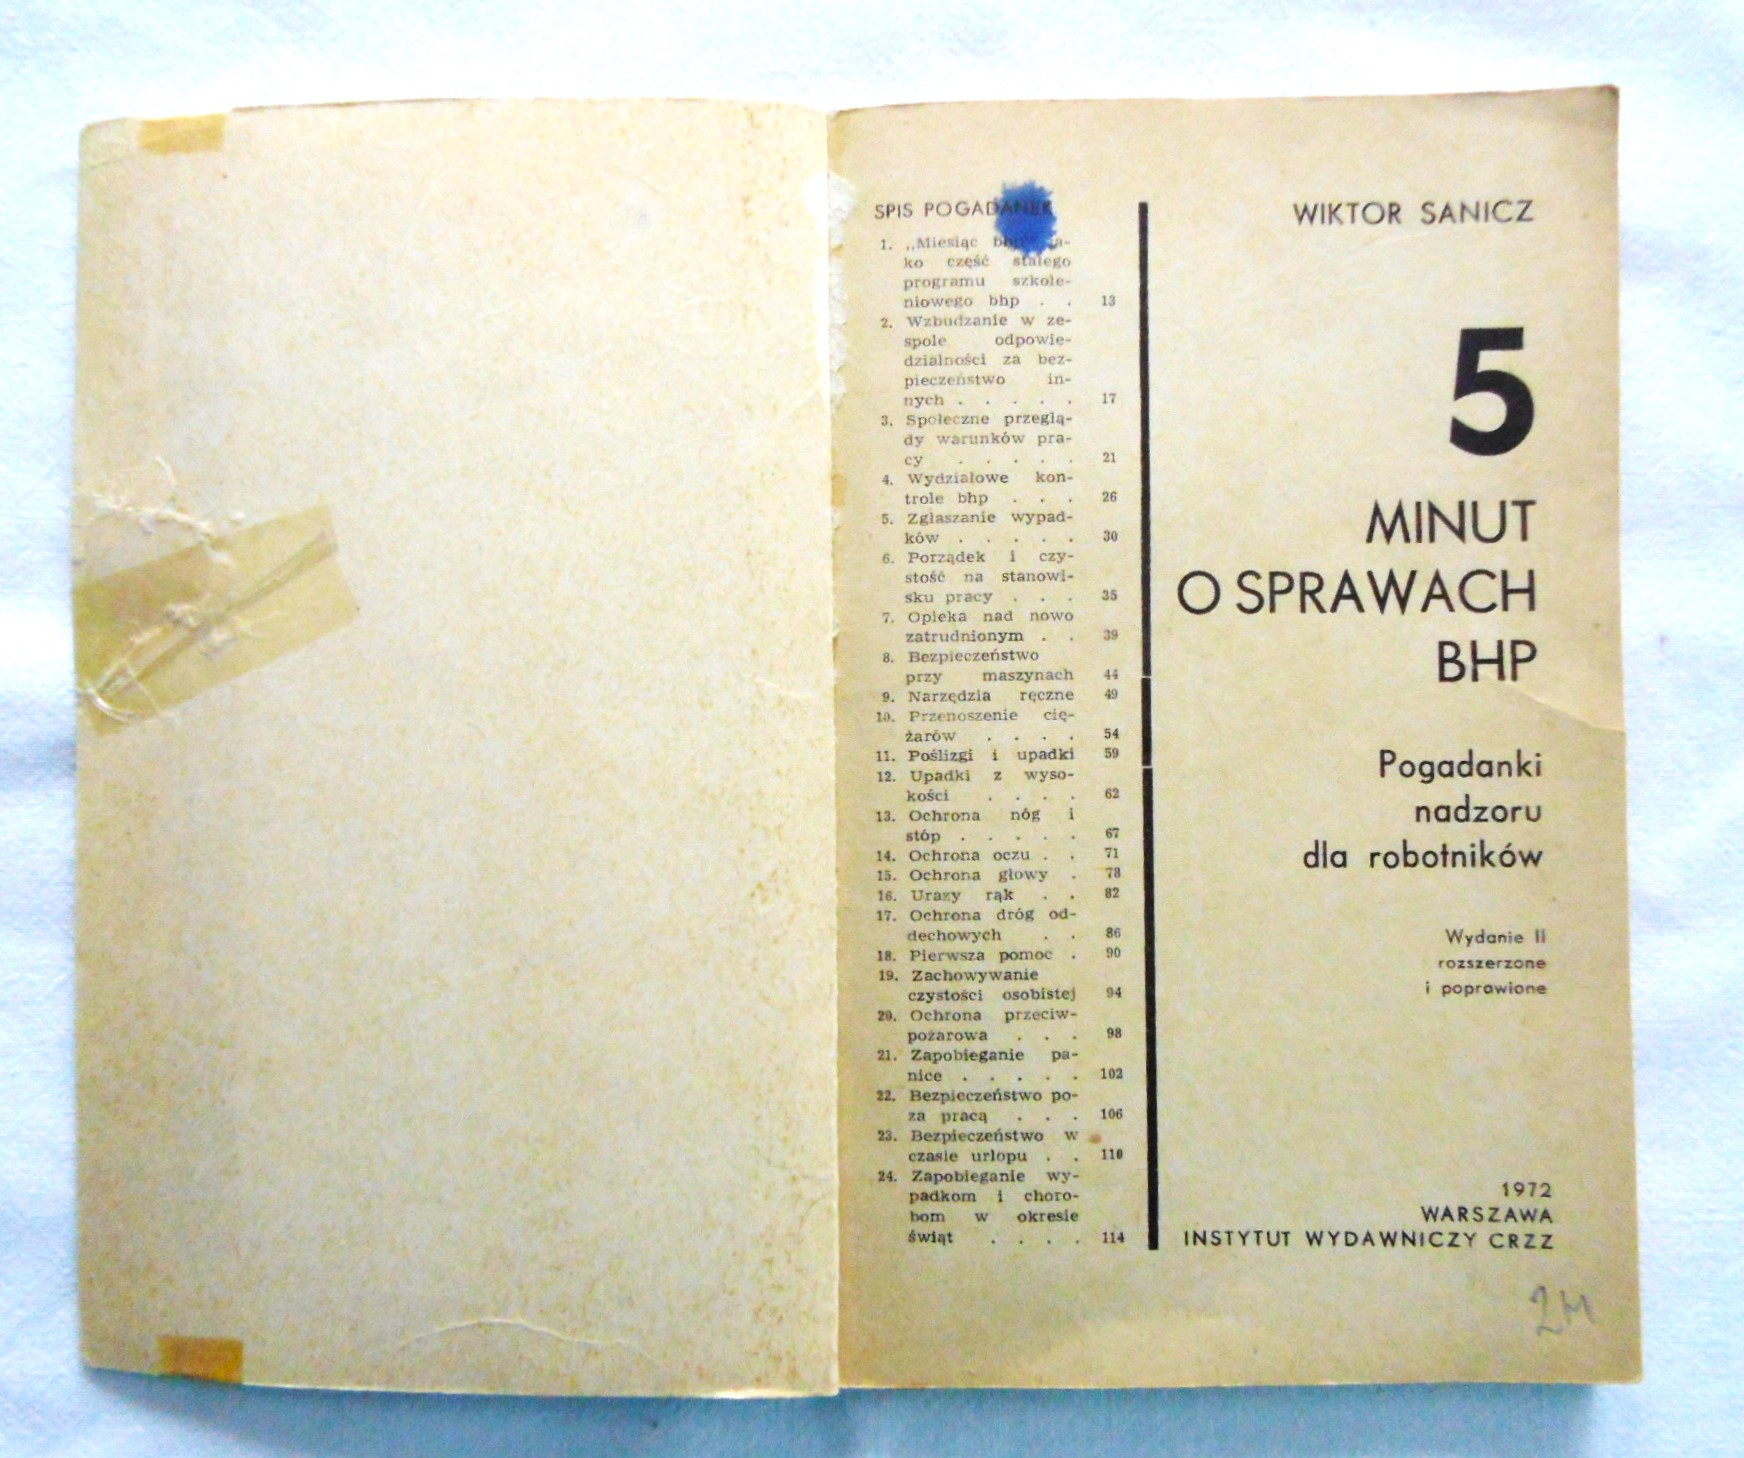 SPIS POGADANEK
1. „Miesiąc bhp" ja-
ko część stałego
programu szkole-
niowego bhp . . 13
2. Wzbudzanie w ze-
spole odpowie-
dzialności za bez-
pieczeństwo in-
nych . . . . . 17
3. Społeczne przeglą-
dy warunków pra-
cy . . . . . 21
4. Wydziałowe kon-
trole bhp . . . 26
5. Zgłaszanie wypad-
ków . . . . . 30
6. Porządek i czy-
stość na stanowi-
sku pracy . . . 35
7. Opieka nad nowo
zatrudnionym . . 39
8. Bezpieczeństwo
przy maszynach 44
9. Narzędzia ręczne 49
10. Przenoszenie cię-
żarów . . . . 54
11. Poślizgi i upadki 59
12. Upadki z wyso-
kości . . . . 62
13. Ochrona nóg i
stóp . . . . . 67
14. Ochrona oczu . . 71
15. Ochrona głowy . 78
16. Urazy rąk . . 82
17. Ochrona dróg od-
dechowych . . 86
18. Pierwsza pomoc . 90
19. Zachowywanie
czystości osobistej 94
20. Ochrona przeciw-
pożarowa . . . 98
21. Zapobieganie pa-
nice . . . . . 102
22. Bezpieczeństwo po-
za pracą . . . 106
23. Bezpieczeństwo w
czasie urlopu . . 110
24. Zapobieganie wy-
padkom i choro-
bom w okresie
świąt . . . . 114
WIKTOR SANICZ
5
MINUT
O SPRAWACH
BHP
Pogadanki
nadzoru
dla robotników
Wydanie II
rozszerzone
i poprawione
1972
WARSZAWA
INSTYTUT WYDAWNICZY CRZZ